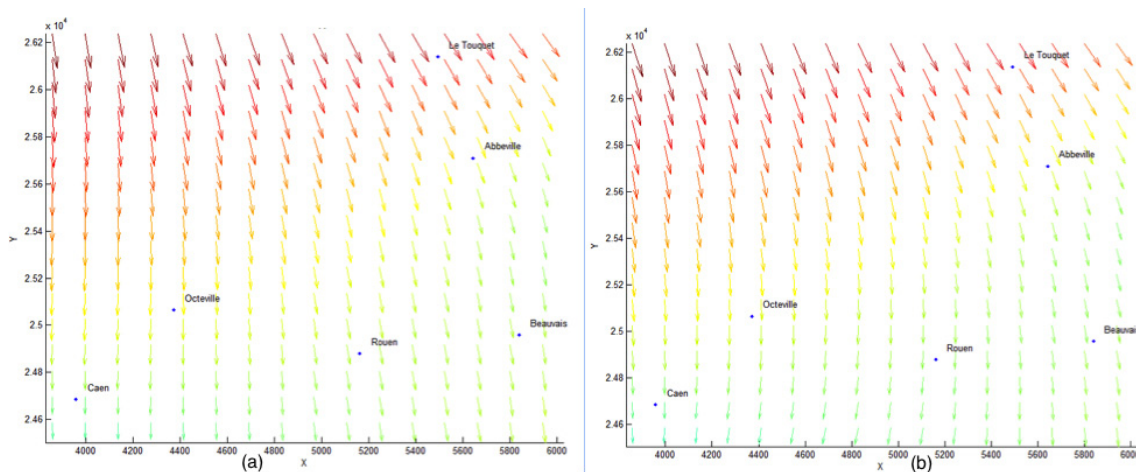 x 10⁴
2.62
2.6
2.58
2.56
2.54
2.52
2.5
2.48
2.46
Y
Le Touquet
Abbeville
Octeville
Beauvais
Rouen
Caen
4000 4200 4400 4600 4800 5000 5200 5400 5600 5800 6000
X
(a)
x 10⁴
2.62
2.6
2.58
2.56
2.54
2.52
2.5
2.48
2.46
Y
Le Touquet
Abbeville
Octeville
Beauvais
Rouen
Caen
4000 4200 4400 4600 4800 5000 5200 5400 5600 5800 6000
X
(b)